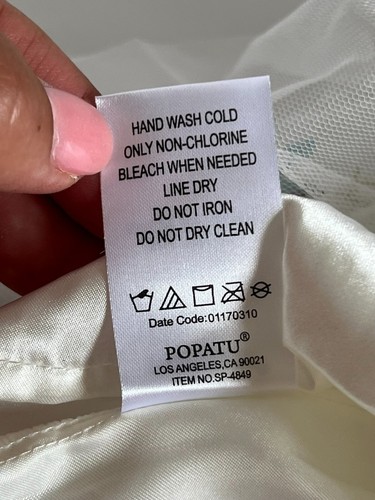 HAND WASH COLD
ONLY NON-CHLORINE
BLEACH WHEN NEEDED
LINE DRY
DO NOT IRON
DO NOT DRY CLEAN
Date Code:01170310
POPATU®
LOS ANGELES,CA 90021
ITEM NO.SP-4849